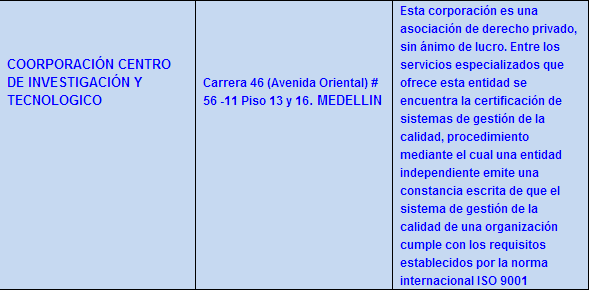 COORPORACIÓN CENTRO
DE INVESTIGACIÓN Y
TECNOLOGICO
Carrera 46 (Avenida Oriental) #
56 -11 Piso 13 y 16. MEDELLIN
Esta corporación es una
asociación de derecho privado,
sin ánimo de lucro. Entre los
servicios especializados que
ofrece esta entidad se
encuentra la certificación de
sistemas de gestión de la
calidad, procedimiento
mediante el cual una entidad
independiente emite una
constancia escrita de que el
sistema de gestión de la
calidad de una organización
cumple con los requisitos
establecidos por la norma
internacional ISO 9001